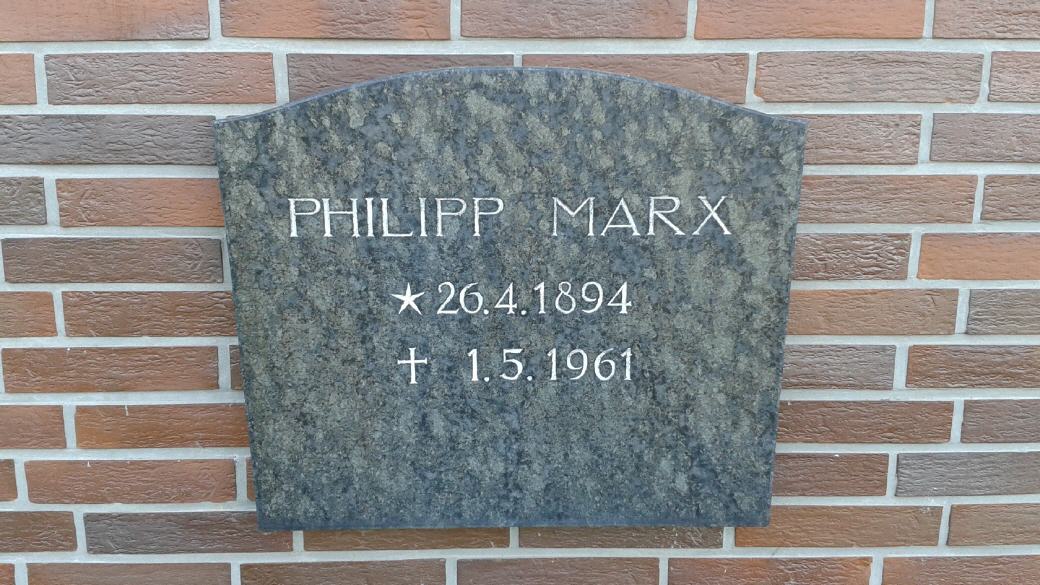 PHILIPP MARX
★ 26.4.1894
† 1.5.1961